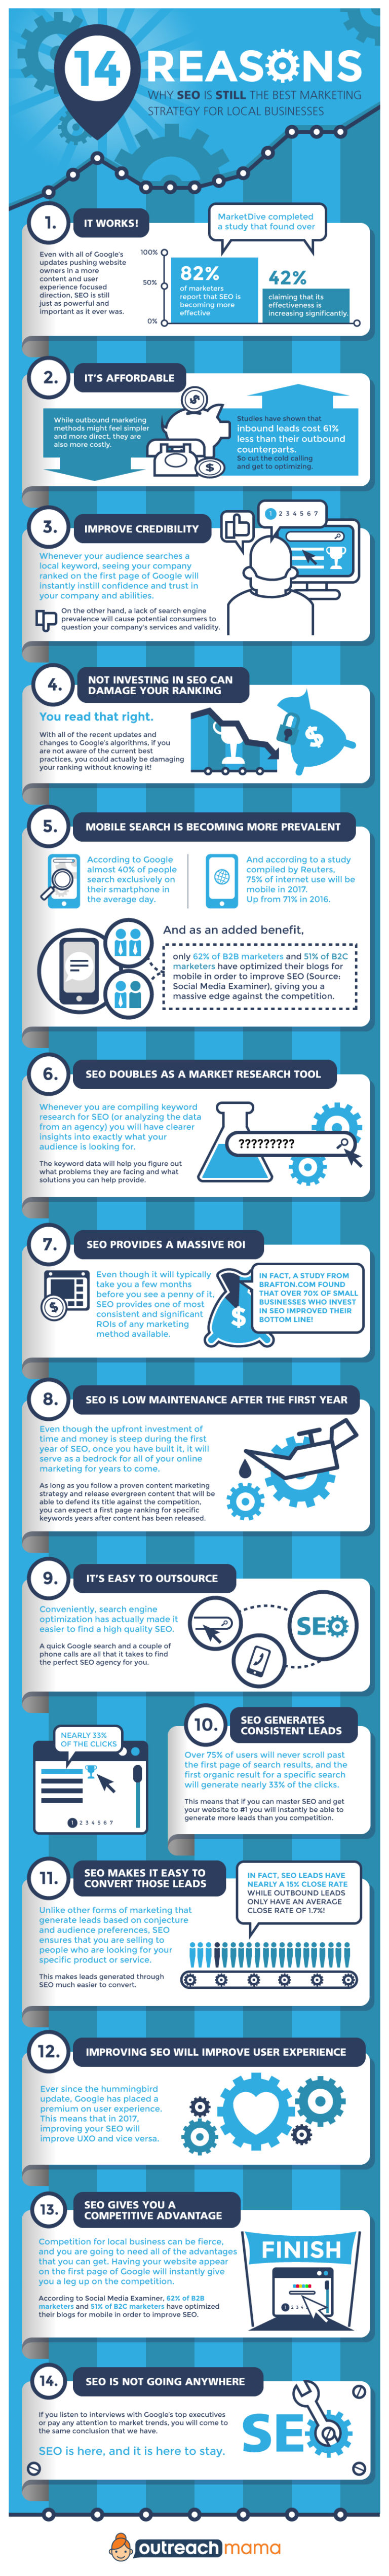 14 REASONS
WHY SEO IS STILL THE BEST MARKETING
STRATEGY FOR LOCAL BUSINESSES
1.
IT WORKS!
Even with all of Google's
updates pushing website
owners in a more
content and user
experience focused
direction, SEO is still
just as powerful and
important as it ever was.
MarketDive completed
a study that found over
100%
50%
0%
82%
of marketers
report that SEO is
becoming more
effective
42%
claiming that its
effectiveness is
increasing significantly.
2.
IT'S AFFORDABLE
While outbound marketing
methods might feel simpler
and more direct, they are
also more costly.
$
$
Studies have shown that
inbound leads cost 61%
less than their outbound
counterparts.
So cut the cold calling
and get to optimizing.
3.
IMPROVE CREDIBILITY
1 2 3 4 5 6 7
Whenever your audience searches a
local keyword, seeing your company
ranked on the first page of Google will
instantly instill confidence and trust in
your company and abilities.
On the other hand, a lack of search engine
prevalence will cause potential consumers to
question your company's services and validity.
4.
NOT INVESTING IN SEO CAN
DAMAGE YOUR RANKING
You read that right.
With all of the recent updates and
changes to Google's algorithms, if you
are not aware of the current best
practices, you could actually be damaging
your ranking without knowing it!
$
5.
MOBILE SEARCH IS BECOMING MORE PREVALENT
According to Google
almost 40% of people
search exclusively on
their smartphone in
the average day.
And according to a study
compiled by Reuters,
75% of internet use will be
mobile in 2017.
Up from 71% in 2016.
And as an added benefit,
only 62% of B2B marketers and 51% of B2C
marketers have optimized their blogs for
mobile in order to improve SEO (Source:
Social Media Examiner), giving you a
massive edge against the competition.
6.
SEO DOUBLES AS A MARKET RESEARCH TOOL
Whenever you are compiling keyword
research for SEO (or analyzing the data
from an agency) you will have clearer
insights into exactly what your
audience is looking for.
The keyword data will help you figure out
what problems they are facing and what
solutions you can help provide.
?????????
7.
SEO PROVIDES A MASSIVE ROI
Even though it will typically
take you a few months
before you see a penny of it,
SEO provides one of most
consistent and significant
ROIs of any marketing
method available.
$
$
IN FACT, A STUDY FROM
BRAFTON.COM FOUND
THAT OVER 70% OF SMALL
BUSINESSES WHO INVEST
IN SEO IMPROVED THEIR
BOTTOM LINE!
8.
SEO IS LOW MAINTENANCE AFTER THE FIRST YEAR
Even though the upfront investment of
time and money is steep during the first
year of SEO, once you have built it, it will
serve as a bedrock for all of your online
marketing for years to come.
As long as you follow a proven content marketing
strategy and release evergreen content that will be
able to defend its title against the competition,
you can expect a first page ranking for specific
keywords years after content has been released.
9.
IT'S EASY TO OUTSOURCE
Conveniently, search engine
optimization has actually made it
easier to find a high quality SEO.
A quick Google search and a couple of
phone calls are all that it takes to find
the perfect SEO agency for you.
SEO
10.
SEO GENERATES
CONSISTENT LEADS
NEARLY 33%
OF THE CLICKS
1 2 3 4 5 6 7
Over 75% of users will never scroll past
the first page of search results, and the
first organic result for a specific search
will generate nearly 33% of the clicks.
This means that if you can master SEO and get
your website to #1 you will instantly be able to
generate more leads than you competition.
11.
SEO MAKES IT EASY TO
CONVERT THOSE LEADS
Unlike other forms of marketing that
generate leads based on conjecture
and audience preferences, SEO
ensures that you are selling to
people who are looking for your
specific product or service.
This makes leads generated through
SEO much easier to convert.
IN FACT, SEO LEADS HAVE
NEARLY A 15% CLOSE RATE
WHILE OUTBOUND LEADS
ONLY HAVE AN AVERAGE
CLOSE RATE OF 1.7%!
12.
IMPROVING SEO WILL IMPROVE USER EXPERIENCE
Ever since the hummingbird
update, Google has placed a
premium on user experience.
This means that in 2017,
improving your SEO will
improve UXO and vice versa.
13.
SEO GIVES YOU A
COMPETITIVE ADVANTAGE
Competition for local business can be fierce,
and you are going to need all of the advantages
that you can get. Having your website appear
on the first page of Google will instantly give
you a leg up on the competition.
According to Social Media Examiner, 62% of B2B
marketers and 51% of B2C marketers have optimized
their blogs for mobile in order to improve SEO.
FINISH
1 2 3 4
14.
SEO IS NOT GOING ANYWHERE
If you listen to interviews with Google's top executives
or pay any attention to market trends, you will come to
the same conclusion that we have.
SEO is here, and it is here to stay.
SEO
outreachmama